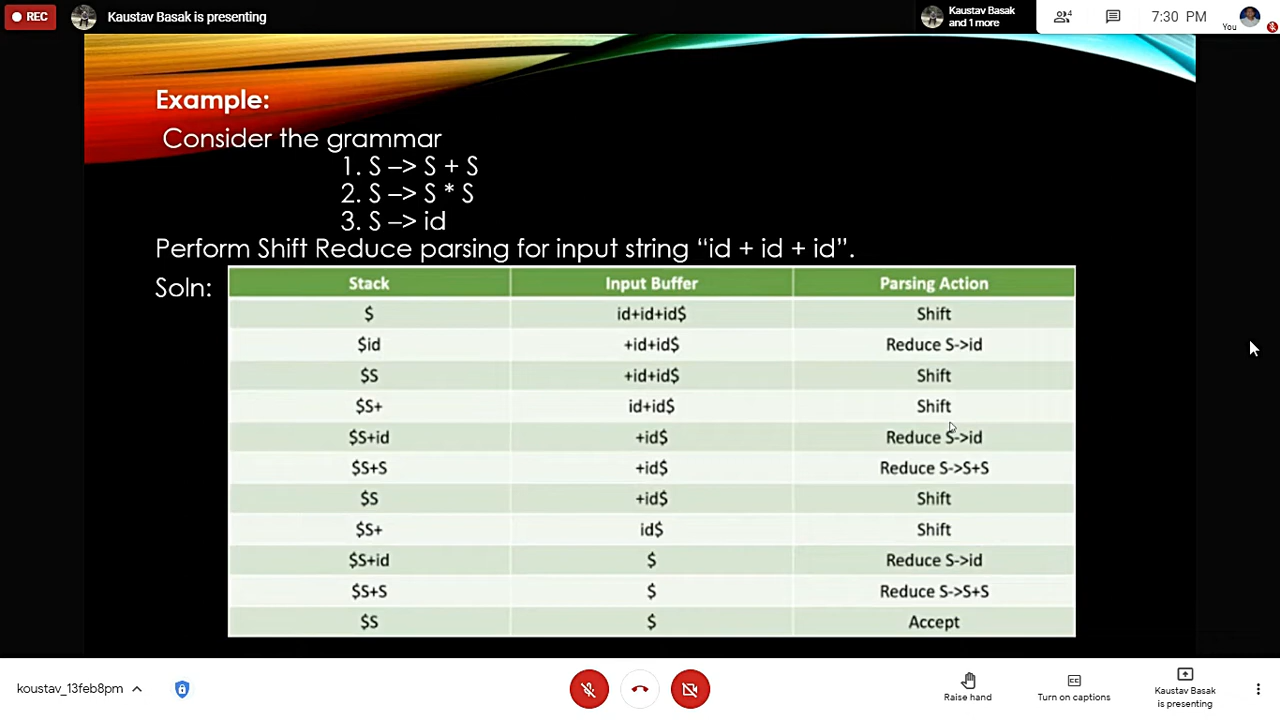 REC
Kaustav Basak is presenting
Kaustav Basak
and 1 more
4
7:30 PM
You
Example:
Consider the grammar
1. S –> S + S
2. S –> S * S
3. S –> id
Perform Shift Reduce parsing for input string “id + id + id”.
Soln:
Stack Input Buffer Parsing Action
$ id+id+id$ Shift
$id +id+id$ Reduce S->id
$S +id+id$ Shift
$S+ id+id$ Shift
$S+id +id$ Reduce S->id
$S+S +id$ Reduce S->S+S
$S +id$ Shift
$S+ id$ Shift
$S+id $ Reduce S->id
$S+S $ Reduce S->S+S
$S $ Accept
koustav_13feb8pm
Raise hand
CC
Turn on captions
Kaustav Basak
is presenting